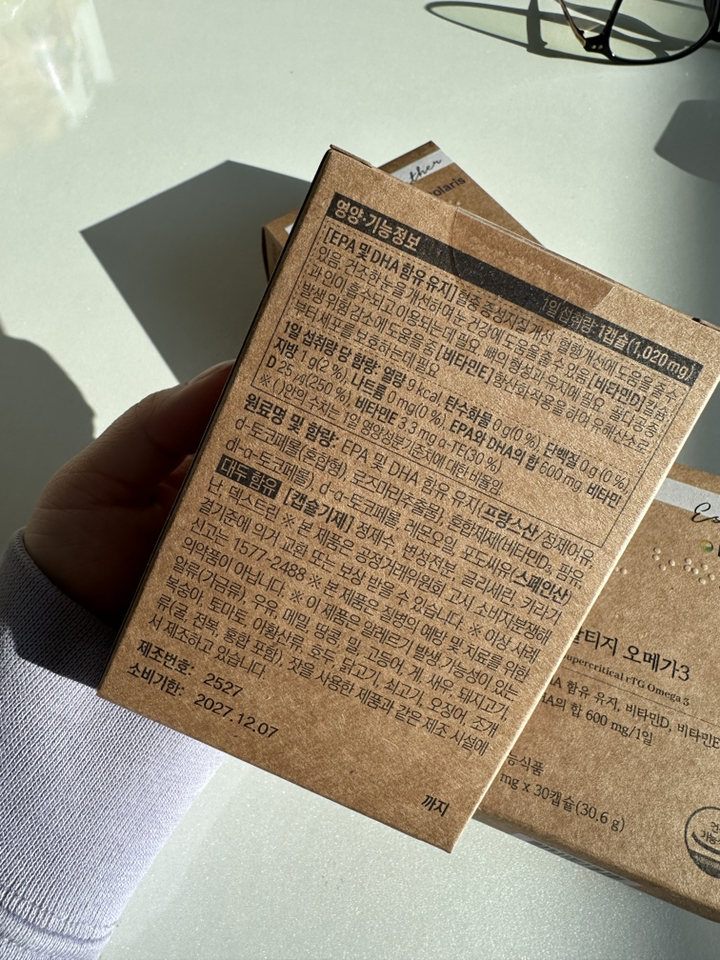 영양·기능정보
1일섭취량: 1캡슐(1,020mg)
[EPA 및 DHA 함유 유지] 혈중 중성지질 개선·혈행개선에 도움을 줄 수
있음, 건조한 눈을 개선하여 눈 건강에 도움을 줄 수 있음 [비타민D] 칼슘
과 인이 흡수되고 이용되는데 필요, 뼈의 형성과 유지에 필요, 골다공증
발생 위험 감소에 도움을 줌 [비타민E] 항산화 작용을 하여 유해산소로
부터 세포를 보호하는데 필요
1일 섭취량 당 함량: 열량 9 kcal, 탄수화물 0 g(0 %), 단백질 0 g (0 %),
지방 1 g(2 %), 나트륨 0 mg(0 %), EPA와 DHA의 합 600 mg, 비타민
D 25 ㎍(250 %), 비타민E 3.3 mg α-TE(30 %)
※ ( )안의 수치는 1일 영양성분기준치에 대한 비율임.
원료명 및 함량: EPA 및 DHA 함유 유지(프랑스산/정제어유,
d-토코페롤(혼합형), 로즈마리추출물), 혼합제제(비타민D₃, 팜유,
dl-α-토코페롤), d-α-토코페롤, 레몬오일, 포도씨유(스페인산)
대두 함유 [캡슐기제] 정제수, 변성전분, 글리세린, 카라기
난, 덱스트린 ※ 본 제품은 공정거래위원회 고시 소비자분쟁해
결기준에 의거 교환 또는 보상 받을 수 있습니다. ※ 이상 사례
신고는 1577-2488 ※ 본 제품은 질병의 예방 및 치료를 위한
의약품이 아닙니다. ※ 이 제품은 알레르기 발생 가능성이 있는
알류(가금류), 우유, 메밀, 땅콩, 밀, 고등어, 게, 새우, 돼지고기,
복숭아, 토마토, 아황산류, 호두, 닭고기, 쇠고기, 오징어, 조개
류(굴, 전복, 홍합 포함), 잣을 사용한 제품과 같은 제조 시설에
서 제조하고 있습니다.
제조번호: 2527
소비기한: 2027.12.07
까지
ther
olaris
티지 오메가3
upercritical rTG Omega 3
HA 함유 유지, 비타민D, 비타민E
HA의 합 600 mg/1일
능식품
mg x 30캡슐(30.6 g)